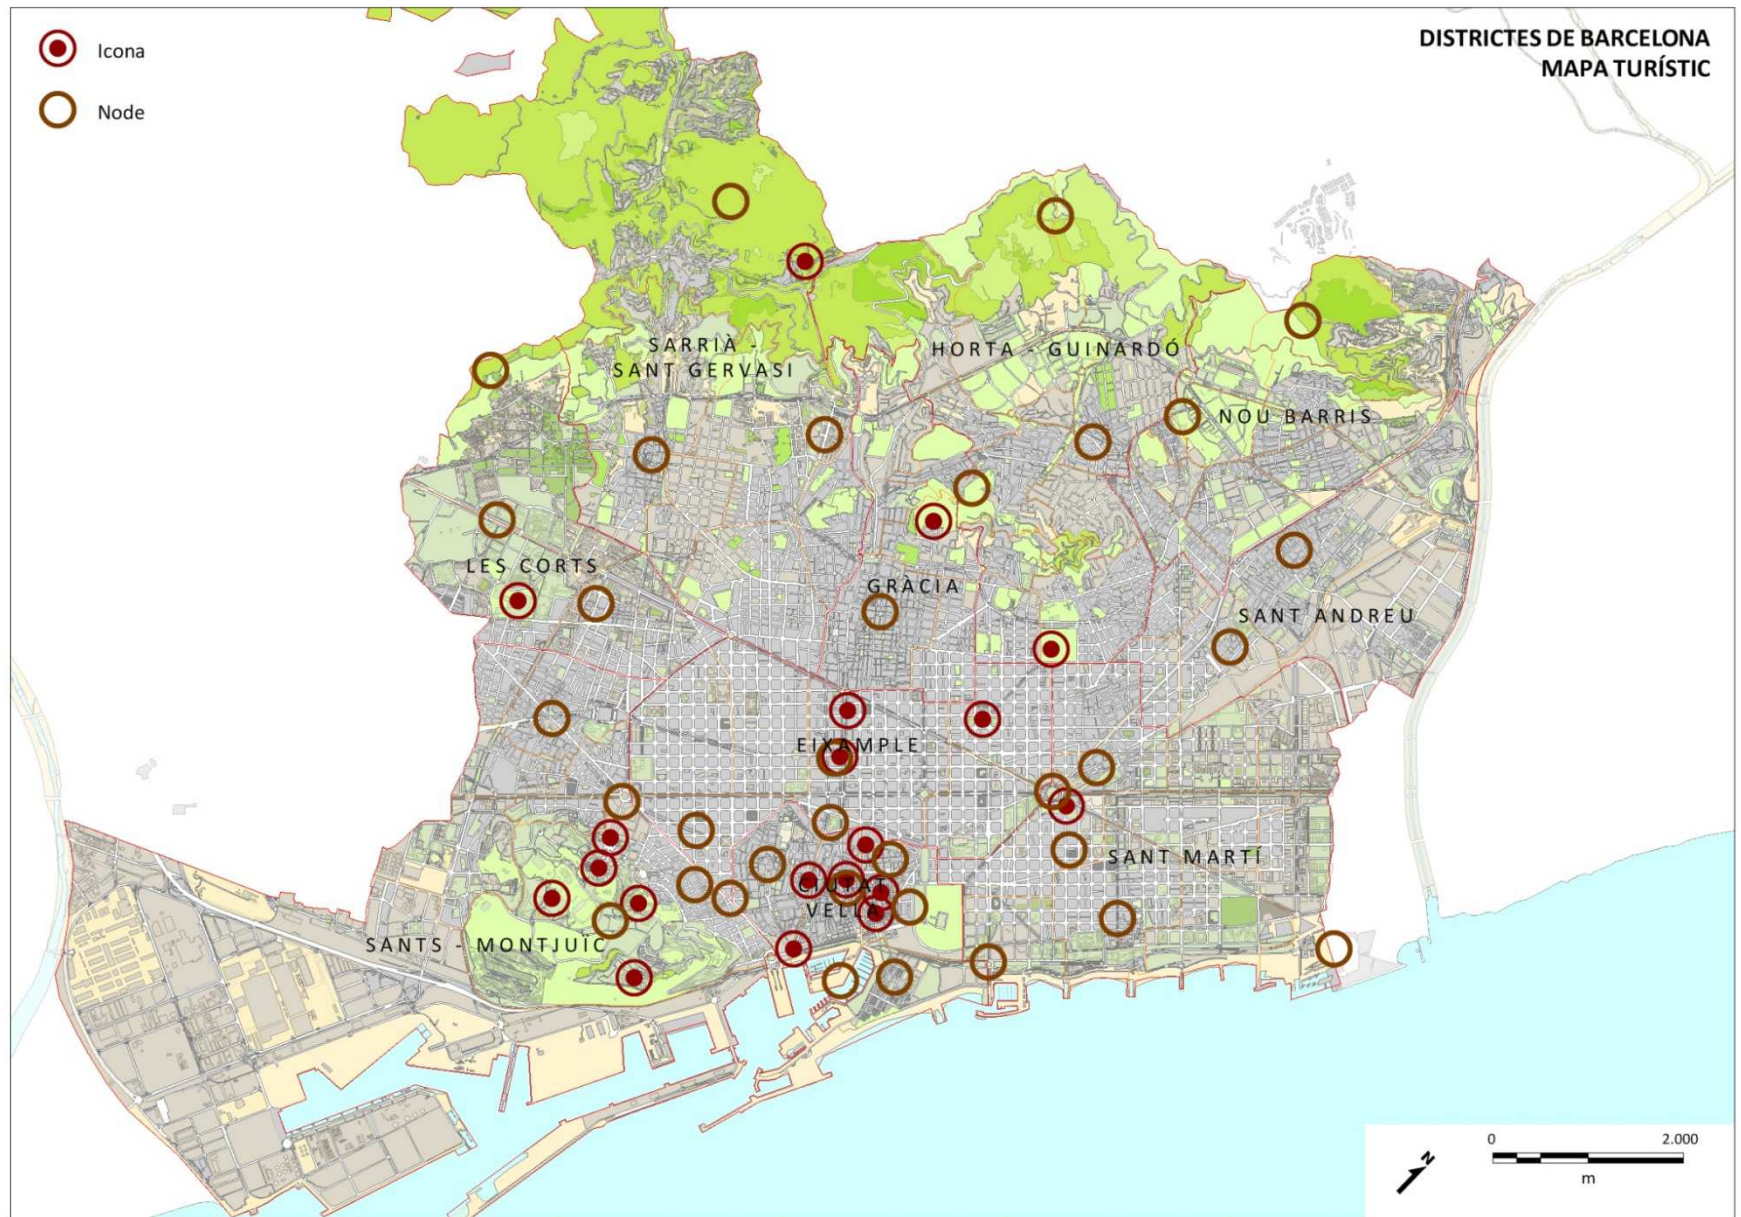 Icona
Node
DISTRICTES DE BARCELONA
MAPA TURÍSTIC
SARRIÀ -
SANT GERVASI
HORTA - GUINARDÓ
NOU BARRIS
LES CORTS
GRÀCIA
SANT ANDREU
EIXAMPLE
SANT MARTÍ
CIUTAT
VELLA
SANTS - MONTJUÏC
N
0 2.000
m